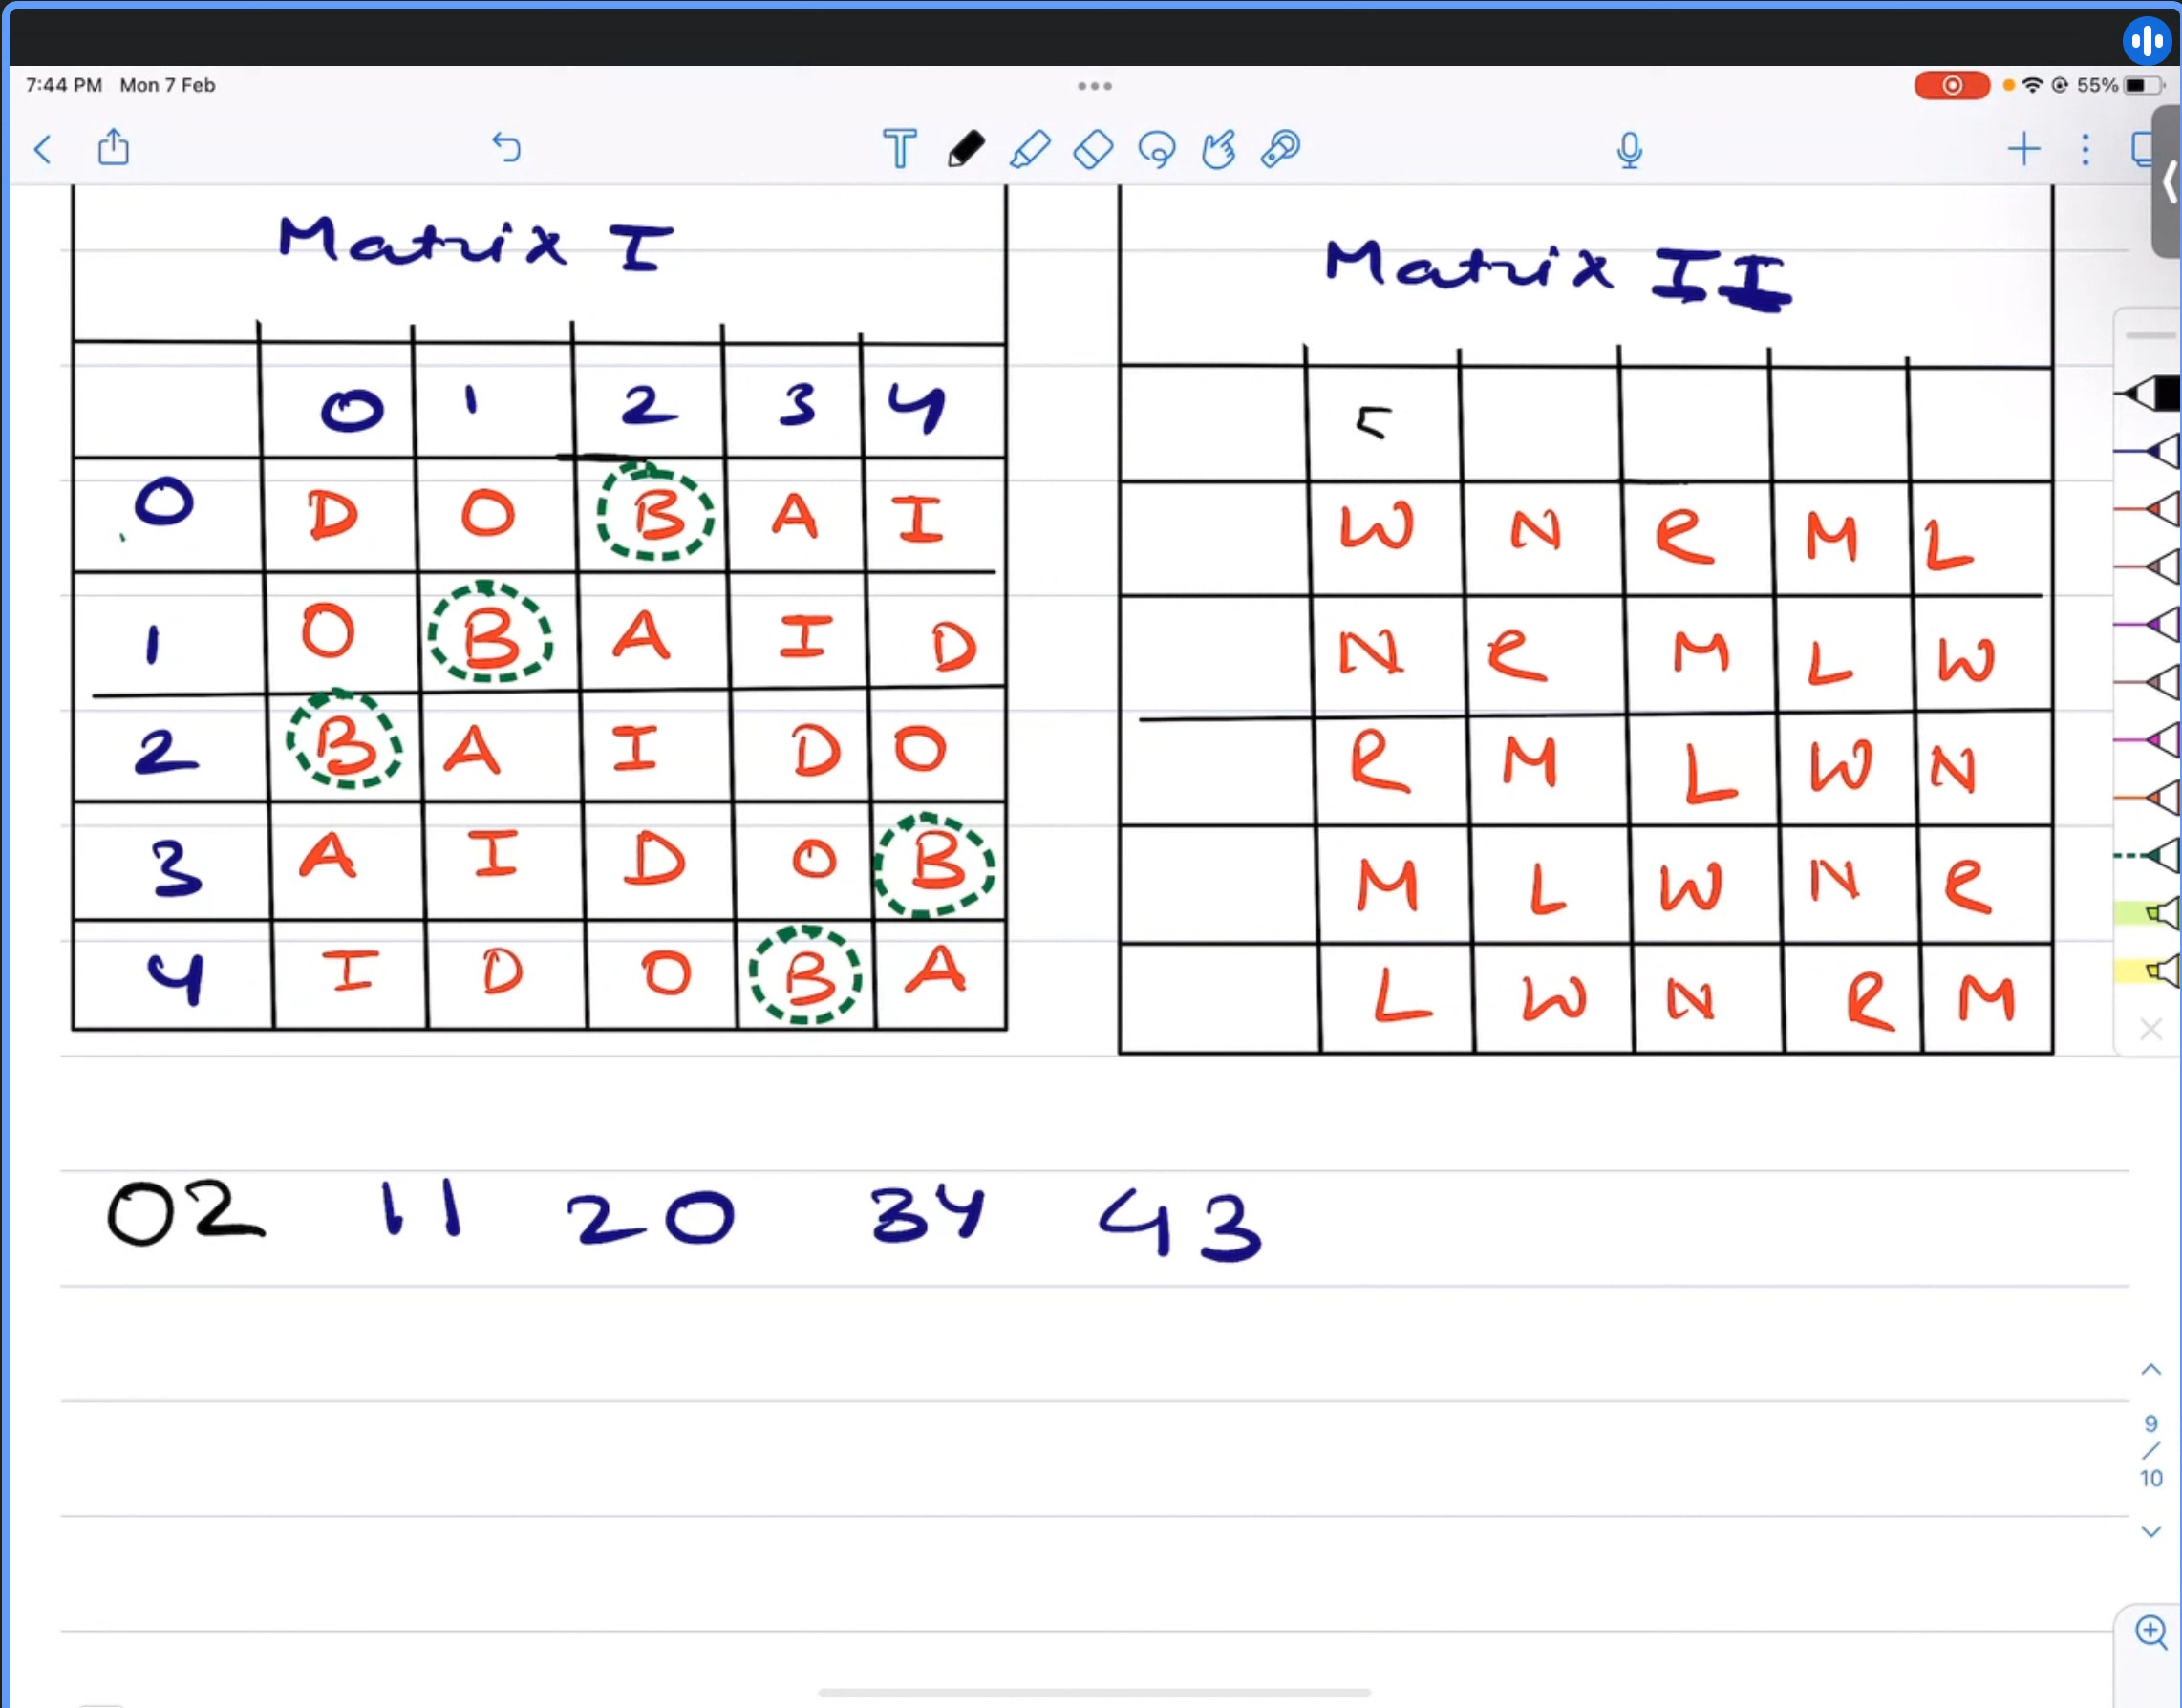 7:44 PM Mon 7 Feb
55%
T
Matrix I
0 1 2 3 4
0 D O B A I
1 O B A I D
2 B A I D O
3 A I D O B
4 I D O B A
Matrix II
W N R M L
N R M L W
R M L W N
M L W N R
L W N R M
02 11 20 34 43
9
/
10